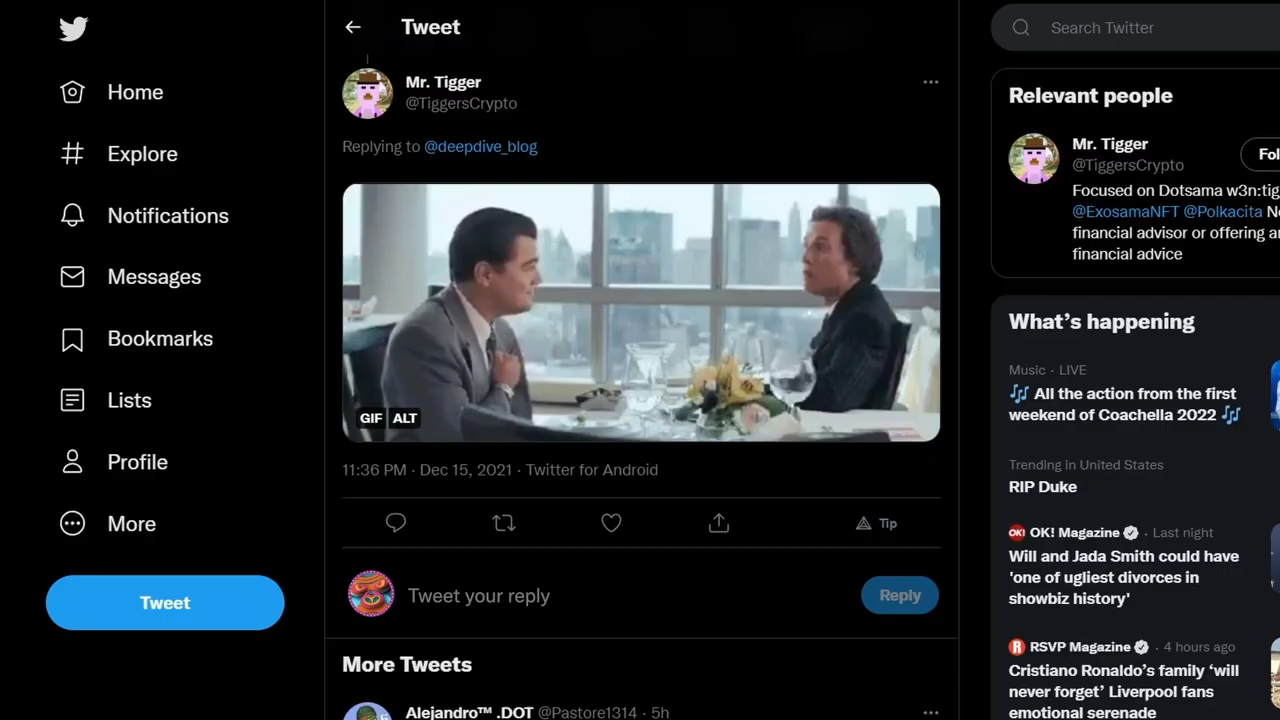 Tweet
Search Twitter
Home
Explore
Notifications
Messages
Bookmarks
Lists
Profile
More
Tweet
Mr. Tigger
@TiggersCrypto
Replying to @deepdive_blog
GIF ALT
11:36 PM · Dec 15, 2021 · Twitter for Android
Tip
Tweet your reply
Reply
More Tweets
Alejandro™ .DOT @Pastore1314 · 5h
Relevant people
Mr. Tigger
@TiggersCrypto
Fol
Focused on Dotsama w3n:tig
@ExosamaNFT @Polkacita
financial advisor or offering
financial advice
What's happening
Music · LIVE
🎶 All the action from the first
weekend of Coachella 2022 🎶
Trending in United States
RIP Duke
OK! OK! Magazine · Last night
Will and Jada Smith could have
'one of ugliest divorces in
showbiz history'
R RSVP Magazine · 4 hours ago
Cristiano Ronaldo's family ‘will
never forget’ Liverpool fans
emotional serenade